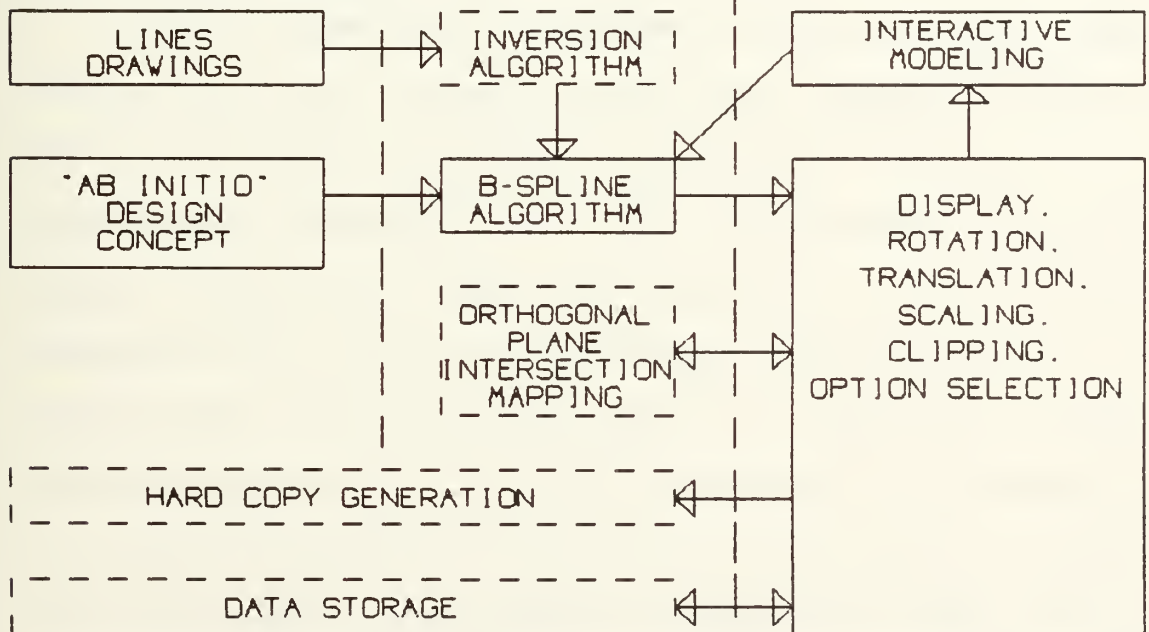 LINES
DRAWINGS
INVERSION
ALGORITHM
INTERACTIVE
MODELING
"AB INITIO"
DESIGN
CONCEPT
B-SPLINE
ALGORITHM
DISPLAY.
ROTATION.
TRANSLATION.
SCALING.
CLIPPING.
OPTION SELECTION
ORTHOGONAL
PLANE
INTERSECTION
MAPPING
HARD COPY GENERATION
DATA STORAGE